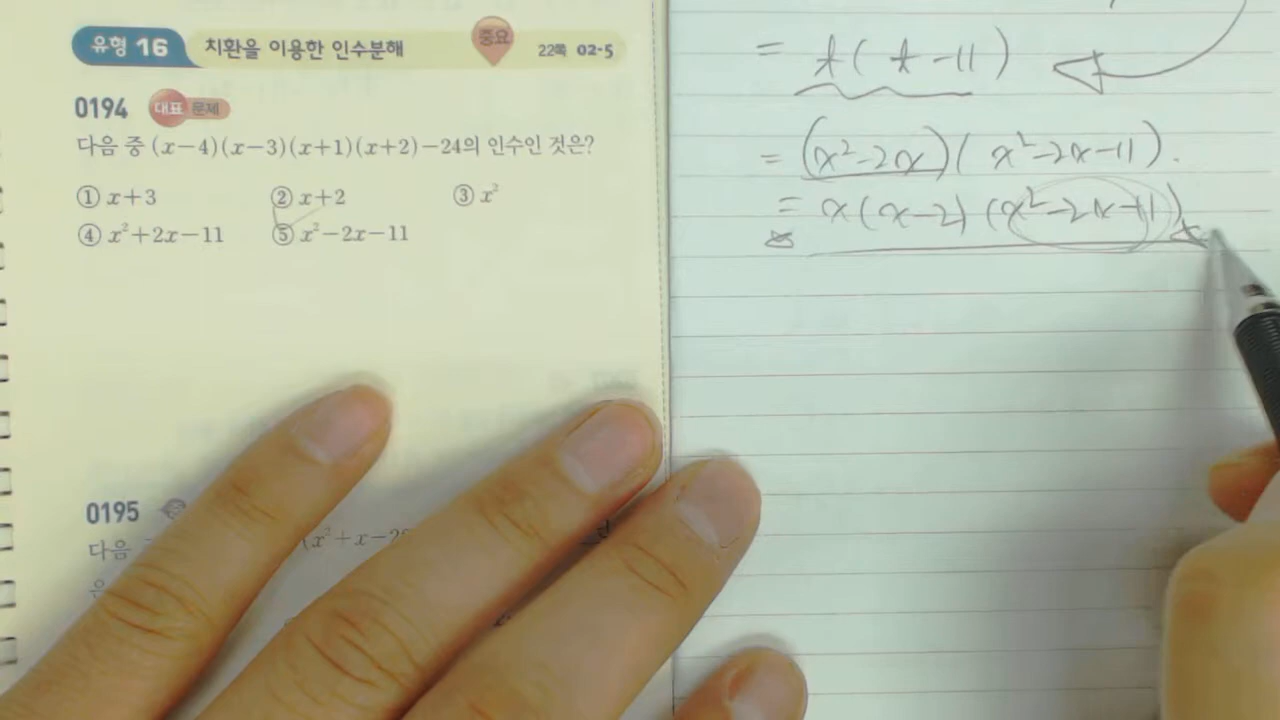 유형 16 치환을 이용한 인수분해 중요 22쪽 02-5
0194 대표 문제
다음 중 (x-4)(x-3)(x+1)(x+2)-24의 인수인 것은?
① x+3 ② x+2 ③ x²
④ x²+2x-11 ⑤ x²-2x-11
0195
다음 (x²+x-2
은
= t(t-11)
= (x²-2x)(x²-2x-11).
= x(x-2)(x²-2x-11)